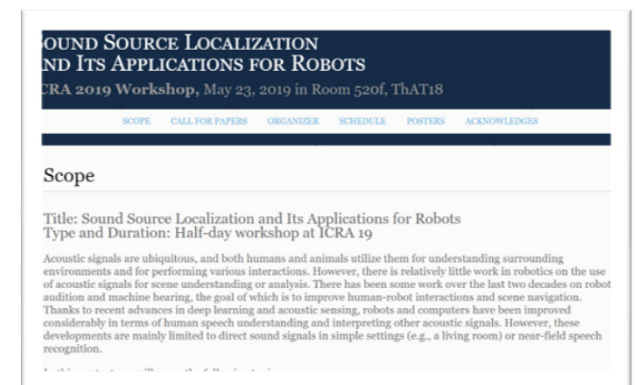 OUND SOURCE LOCALIZATION
ND ITS APPLICATIONS FOR ROBOTS
CRA 2019 Workshop, May 23, 2019 in Room 520f, ThAT18
SCOPE CALL FOR PAPERS ORGANIZER SCHEDULE POSTERS ACKNOWLEDGES
Scope
Title: Sound Source Localization and Its Applications for Robots
Type and Duration: Half-day workshop at ICRA 19
Acoustic signals are ubiquitous, and both humans and animals utilize them for understanding surrounding
environments and for performing various interactions. However, there is relatively little work in robotics on the use
of acoustic signals for scene understanding or analysis. There has been some work over the last two decades on robot
audition and machine hearing, the goal of which is to improve human-robot interactions and scene navigation.
Thanks to recent advances in deep learning and acoustic sensing, robots and computers have been improved
considerably in terms of human speech understanding and interpreting other acoustic signals. However, these
developments are mainly limited to direct sound signals in simple settings (e.g., a living room) or near-field speech
recognition.